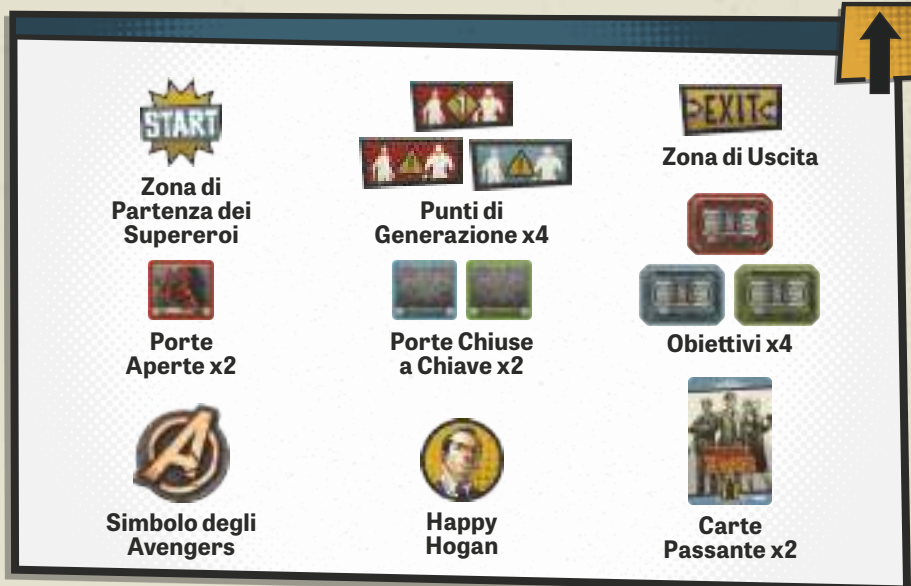 START
Zona di
Partenza dei
Supereroi
1
Punti di
Generazione x4
>EXIT<
Zona di Uscita
Porte
Aperte x2
Porte Chiuse
a Chiave x2
Obiettivi x4
Simbolo degli
Avengers
Happy
Hogan
Carte
Passante x2